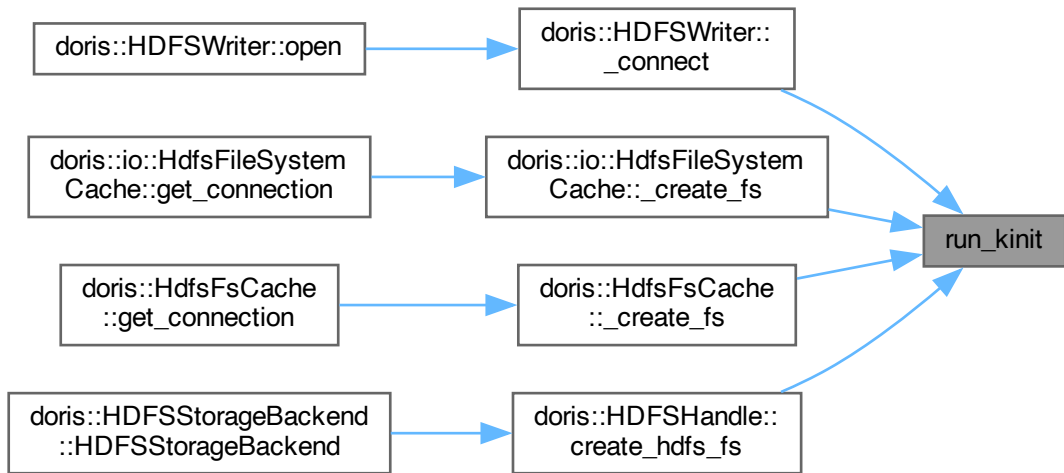 doris::HDFSWriter::open
doris::HDFSWriter::
_connect
doris::io::HdfsFileSystem
Cache::get_connection
doris::io::HdfsFileSystem
Cache::_create_fs
run_kinit
doris::HdfsFsCache
::get_connection
doris::HdfsFsCache
::_create_fs
doris::HDFSStorageBackend
::HDFSStorageBackend
doris::HDFSHandle::
create_hdfs_fs